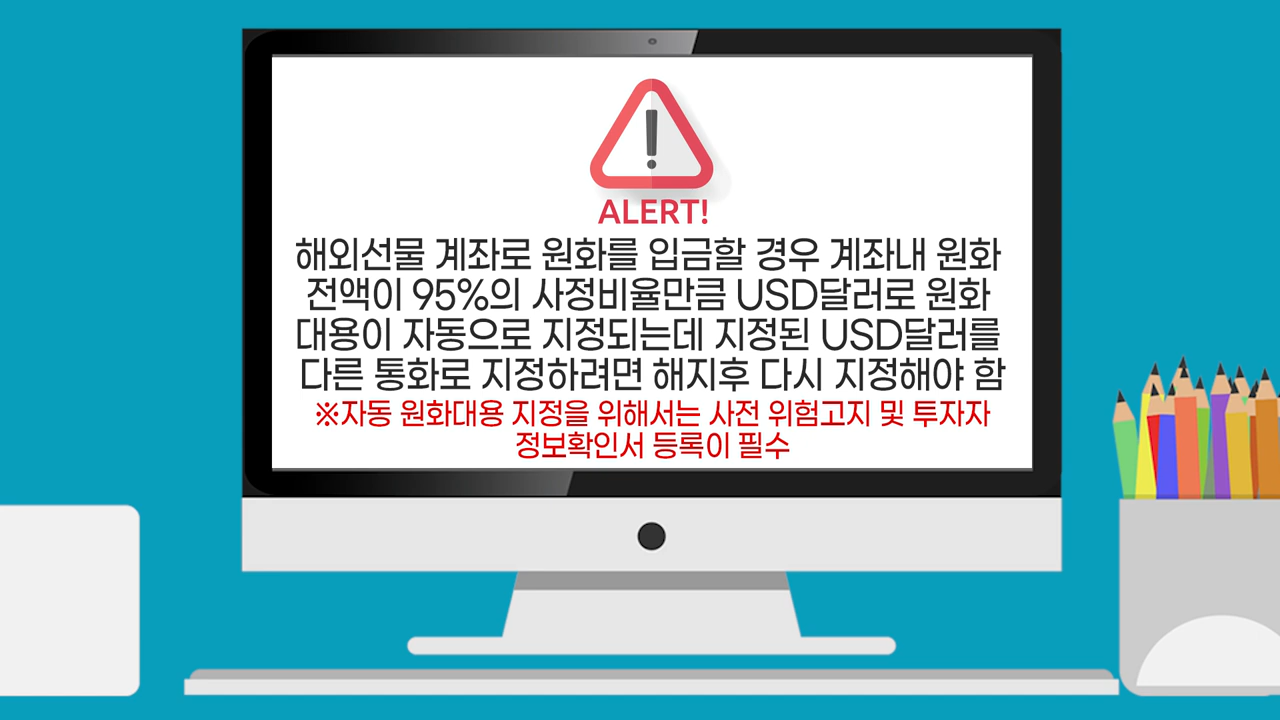 ALERT!
해외선물 계좌로 원화를 입금할 경우 계좌내 원화
전액이 95%의 사정비율만큼 USD달러로 원화
대용이 자동으로 지정되는데 지정된 USD달러를
다른 통화로 지정하려면 해지후 다시 지정해야 함
※자동 원화대용 지정을 위해서는 사전 위험고지 및 투자자
정보확인서 등록이 필수